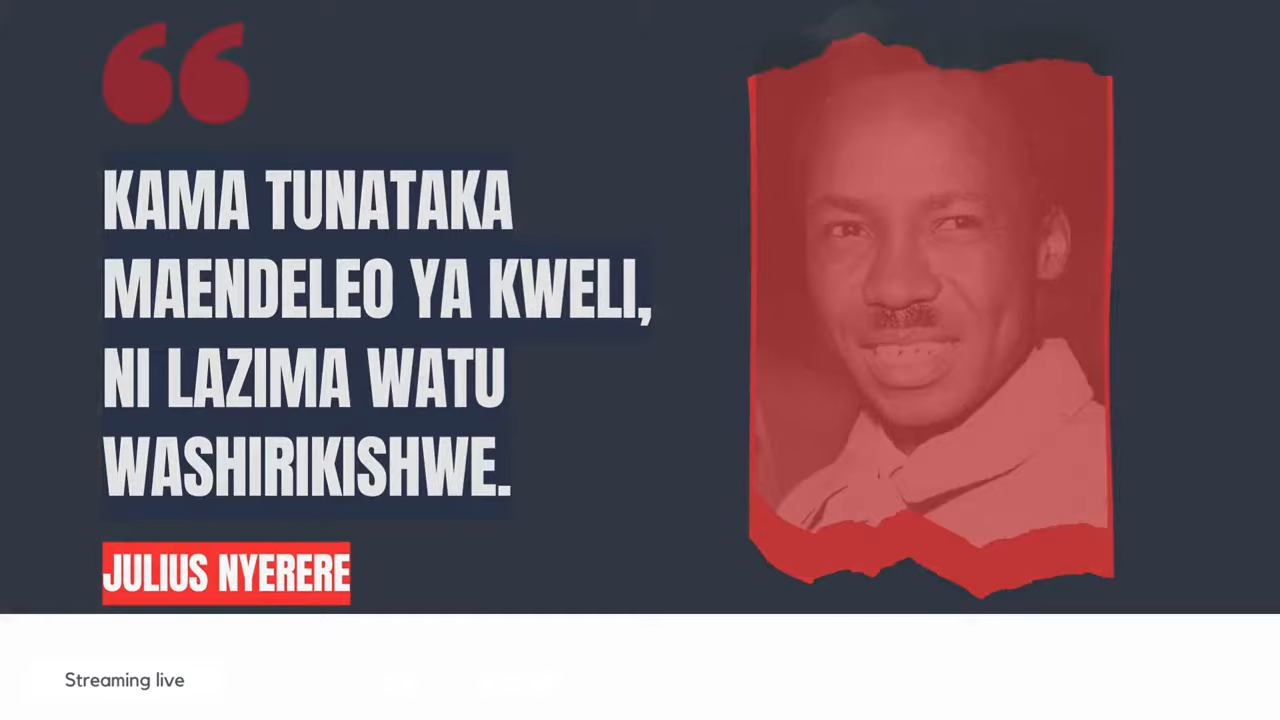 KAMA TUNATAKA
MAENDELEO YA KWELI,
NI LAZIMA WATU
WASHIRIKISHWE.
JULIUS NYERERE
Streaming live